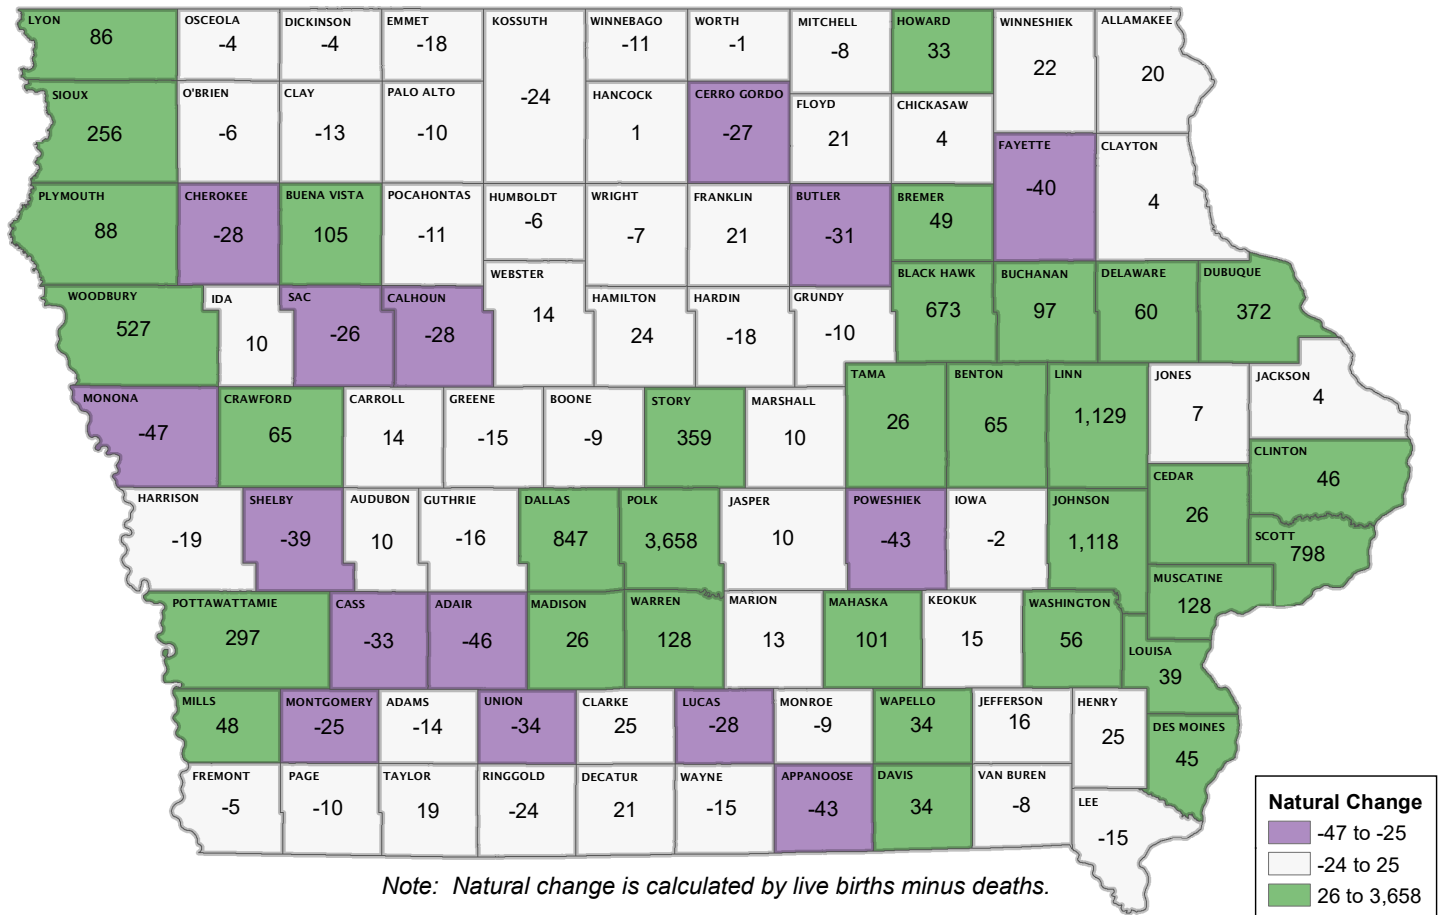 LYON
86
OSCEOLA
-4
DICKINSON
-4
EMMET
-18
KOSSUTH
-24
WINNEBAGO
-11
WORTH
-1
MITCHELL
-8
HOWARD
33
WINNESHIEK
22
ALLAMAKEE
20
SIOUX
256
O'BRIEN
-6
CLAY
-13
PALO ALTO
-10
HANCOCK
1
CERRO GORDO
-27
FLOYD
21
CHICKASAW
4
FAYETTE
-40
CLAYTON
4
PLYMOUTH
88
CHEROKEE
-28
BUENA VISTA
105
POCAHONTAS
-11
HUMBOLDT
-6
WRIGHT
-7
FRANKLIN
21
BUTLER
-31
BREMER
49
WOODBURY
527
IDA
10
SAC
-26
CALHOUN
-28
WEBSTER
14
HAMILTON
24
HARDIN
-18
GRUNDY
-10
BLACK HAWK
673
BUCHANAN
97
DELAWARE
60
DUBUQUE
372
MONONA
-47
CRAWFORD
65
CARROLL
14
GREENE
-15
BOONE
-9
STORY
359
MARSHALL
10
TAMA
26
BENTON
65
LINN
1,129
JONES
7
JACKSON
4
CLINTON
46
CEDAR
26
HARRISON
-19
SHELBY
-39
AUDUBON
10
GUTHRIE
-16
DALLAS
847
POLK
3,658
JASPER
10
POWESHIEK
-43
IOWA
-2
JOHNSON
1,118
SCOTT
798
MUSCATINE
128
POTTAWATTAMIE
297
CASS
-33
ADAIR
-46
MADISON
26
WARREN
128
MARION
13
MAHASKA
101
KEOKUK
15
WASHINGTON
56
LOUISA
39
MILLS
48
MONTGOMERY
-25
ADAMS
-14
UNION
-34
CLARKE
25
LUCAS
-28
MONROE
-9
WAPELLO
34
JEFFERSON
16
HENRY
25
DES MOINES
45
FREMONT
-5
PAGE
-10
TAYLOR
19
RINGGOLD
-24
DECATUR
21
WAYNE
-15
APPANOOSE
-43
DAVIS
34
VAN BUREN
-8
LEE
-15
Natural Change
-47 to -25
-24 to 25
26 to 3,658
Note: Natural change is calculated by live births minus deaths.